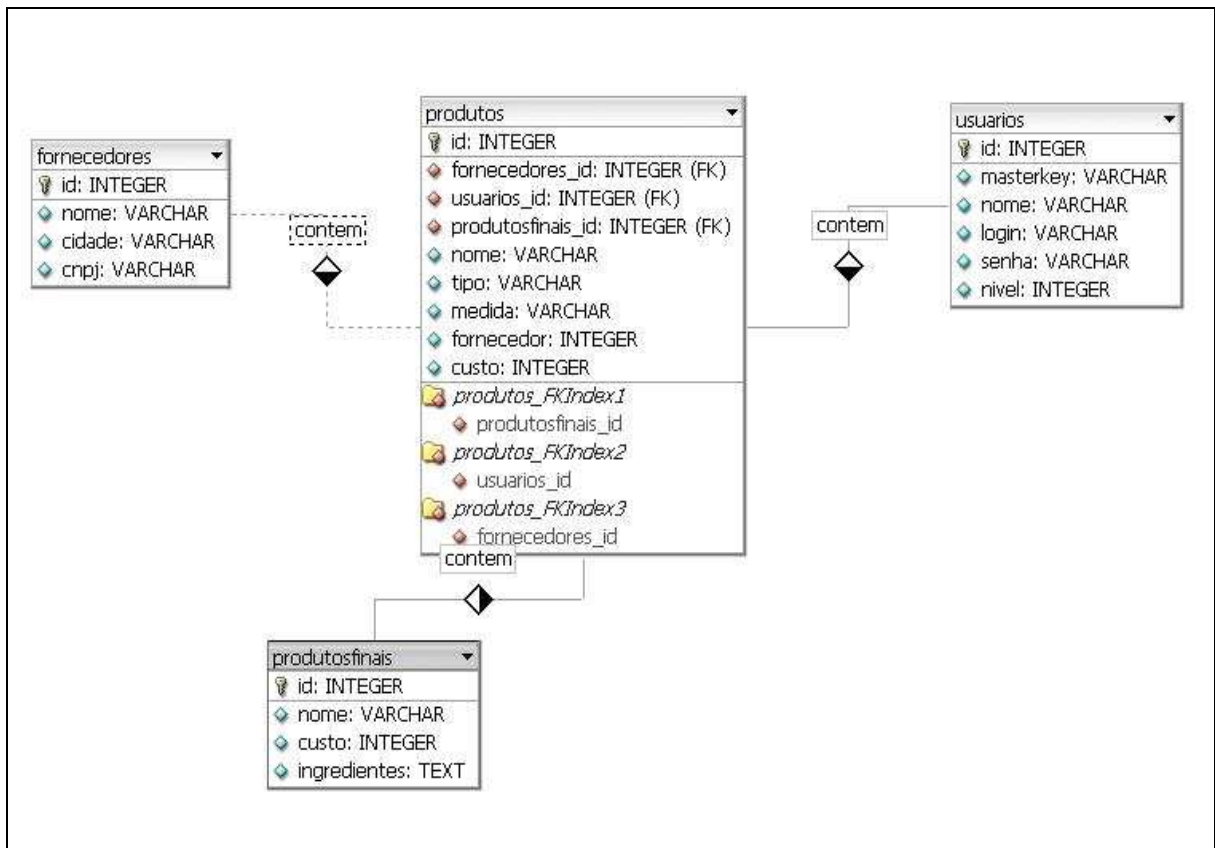 fornecedores
id: INTEGER
nome: VARCHAR
cidade: VARCHAR
cnpj: VARCHAR
contem
produtos
id: INTEGER
fornecedores_id: INTEGER (FK)
usuarios_id: INTEGER (FK)
produtosfinais_id: INTEGER (FK)
nome: VARCHAR
tipo: VARCHAR
medida: VARCHAR
fornecedor: INTEGER
custo: INTEGER
produtos_FKIndex1
produtosfinais_id
produtos_FKIndex2
usuarios_id
produtos_FKIndex3
fornecedores_id
contem
usuarios
id: INTEGER
masterkey: VARCHAR
nome: VARCHAR
login: VARCHAR
senha: VARCHAR
nivel: INTEGER
contem
produtosfinais
id: INTEGER
nome: VARCHAR
custo: INTEGER
ingredientes: TEXT